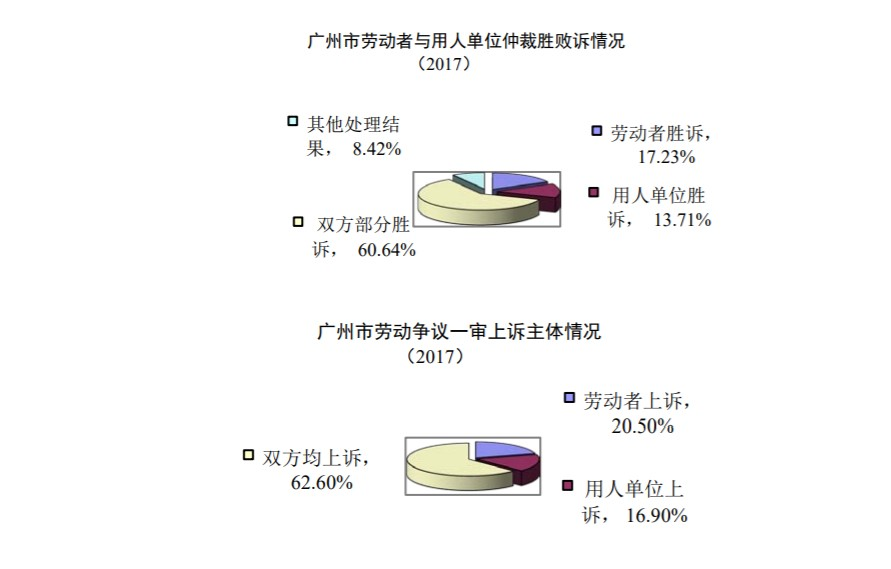 广州市劳动者与用人单位仲裁胜败诉情况
（2017）
其他处理结
果， 8.42%
劳动者胜诉，
17.23%
用人单位胜
诉， 13.71%
双方部分胜
诉， 60.64%
广州市劳动争议一审上诉主体情况
（2017）
劳动者上诉，
20.50%
双方均上诉，
62.60%
用人单位上
诉， 16.90%